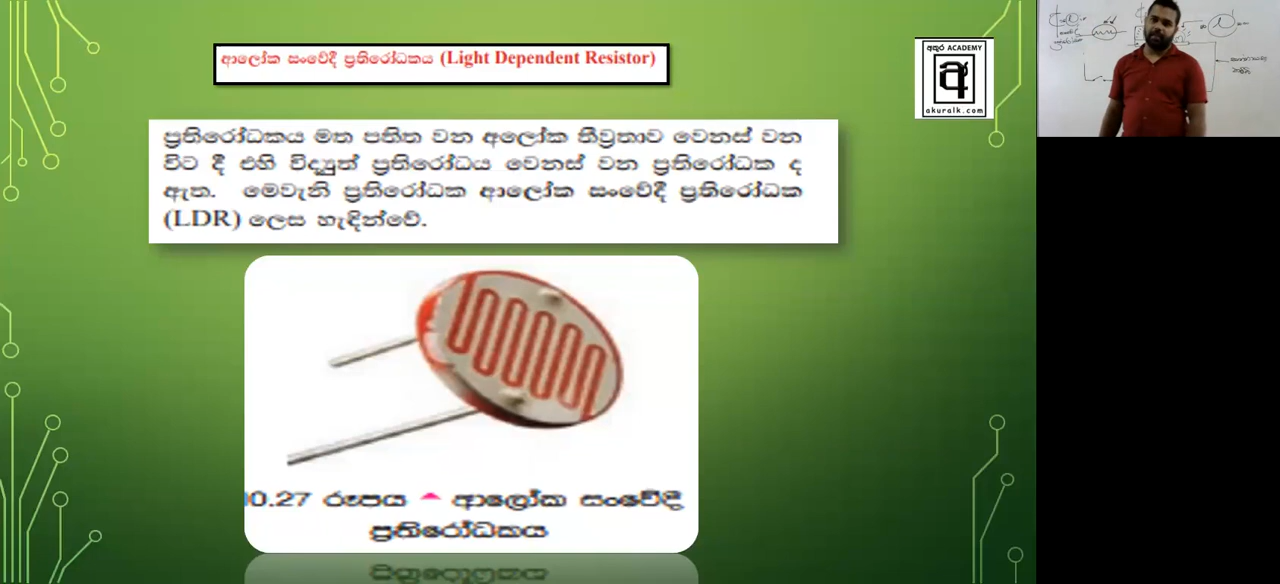 ආලෝක සංවේදී ප්‍රතිරෝධකය (Light Dependent Resistor)
අකුර ACADEMY
අ
akuralk.com
ප්‍රතිරෝධකය මත පතිත වන අලෝක තීව්‍රතාව වෙනස් වන
විට දී එහි විද්‍යුත් ප්‍රතිරෝධය වෙනස් වන ප්‍රතිරෝධක ද
ඇත. මෙවැනි ප්‍රතිරෝධක ආලෝක සංවේදී ප්‍රතිරෝධක
(LDR) ලෙස හැඳින්වේ.
10.27 රූපය ▲ ආලෝක සංවේදී
ප්‍රතිරෝධකය